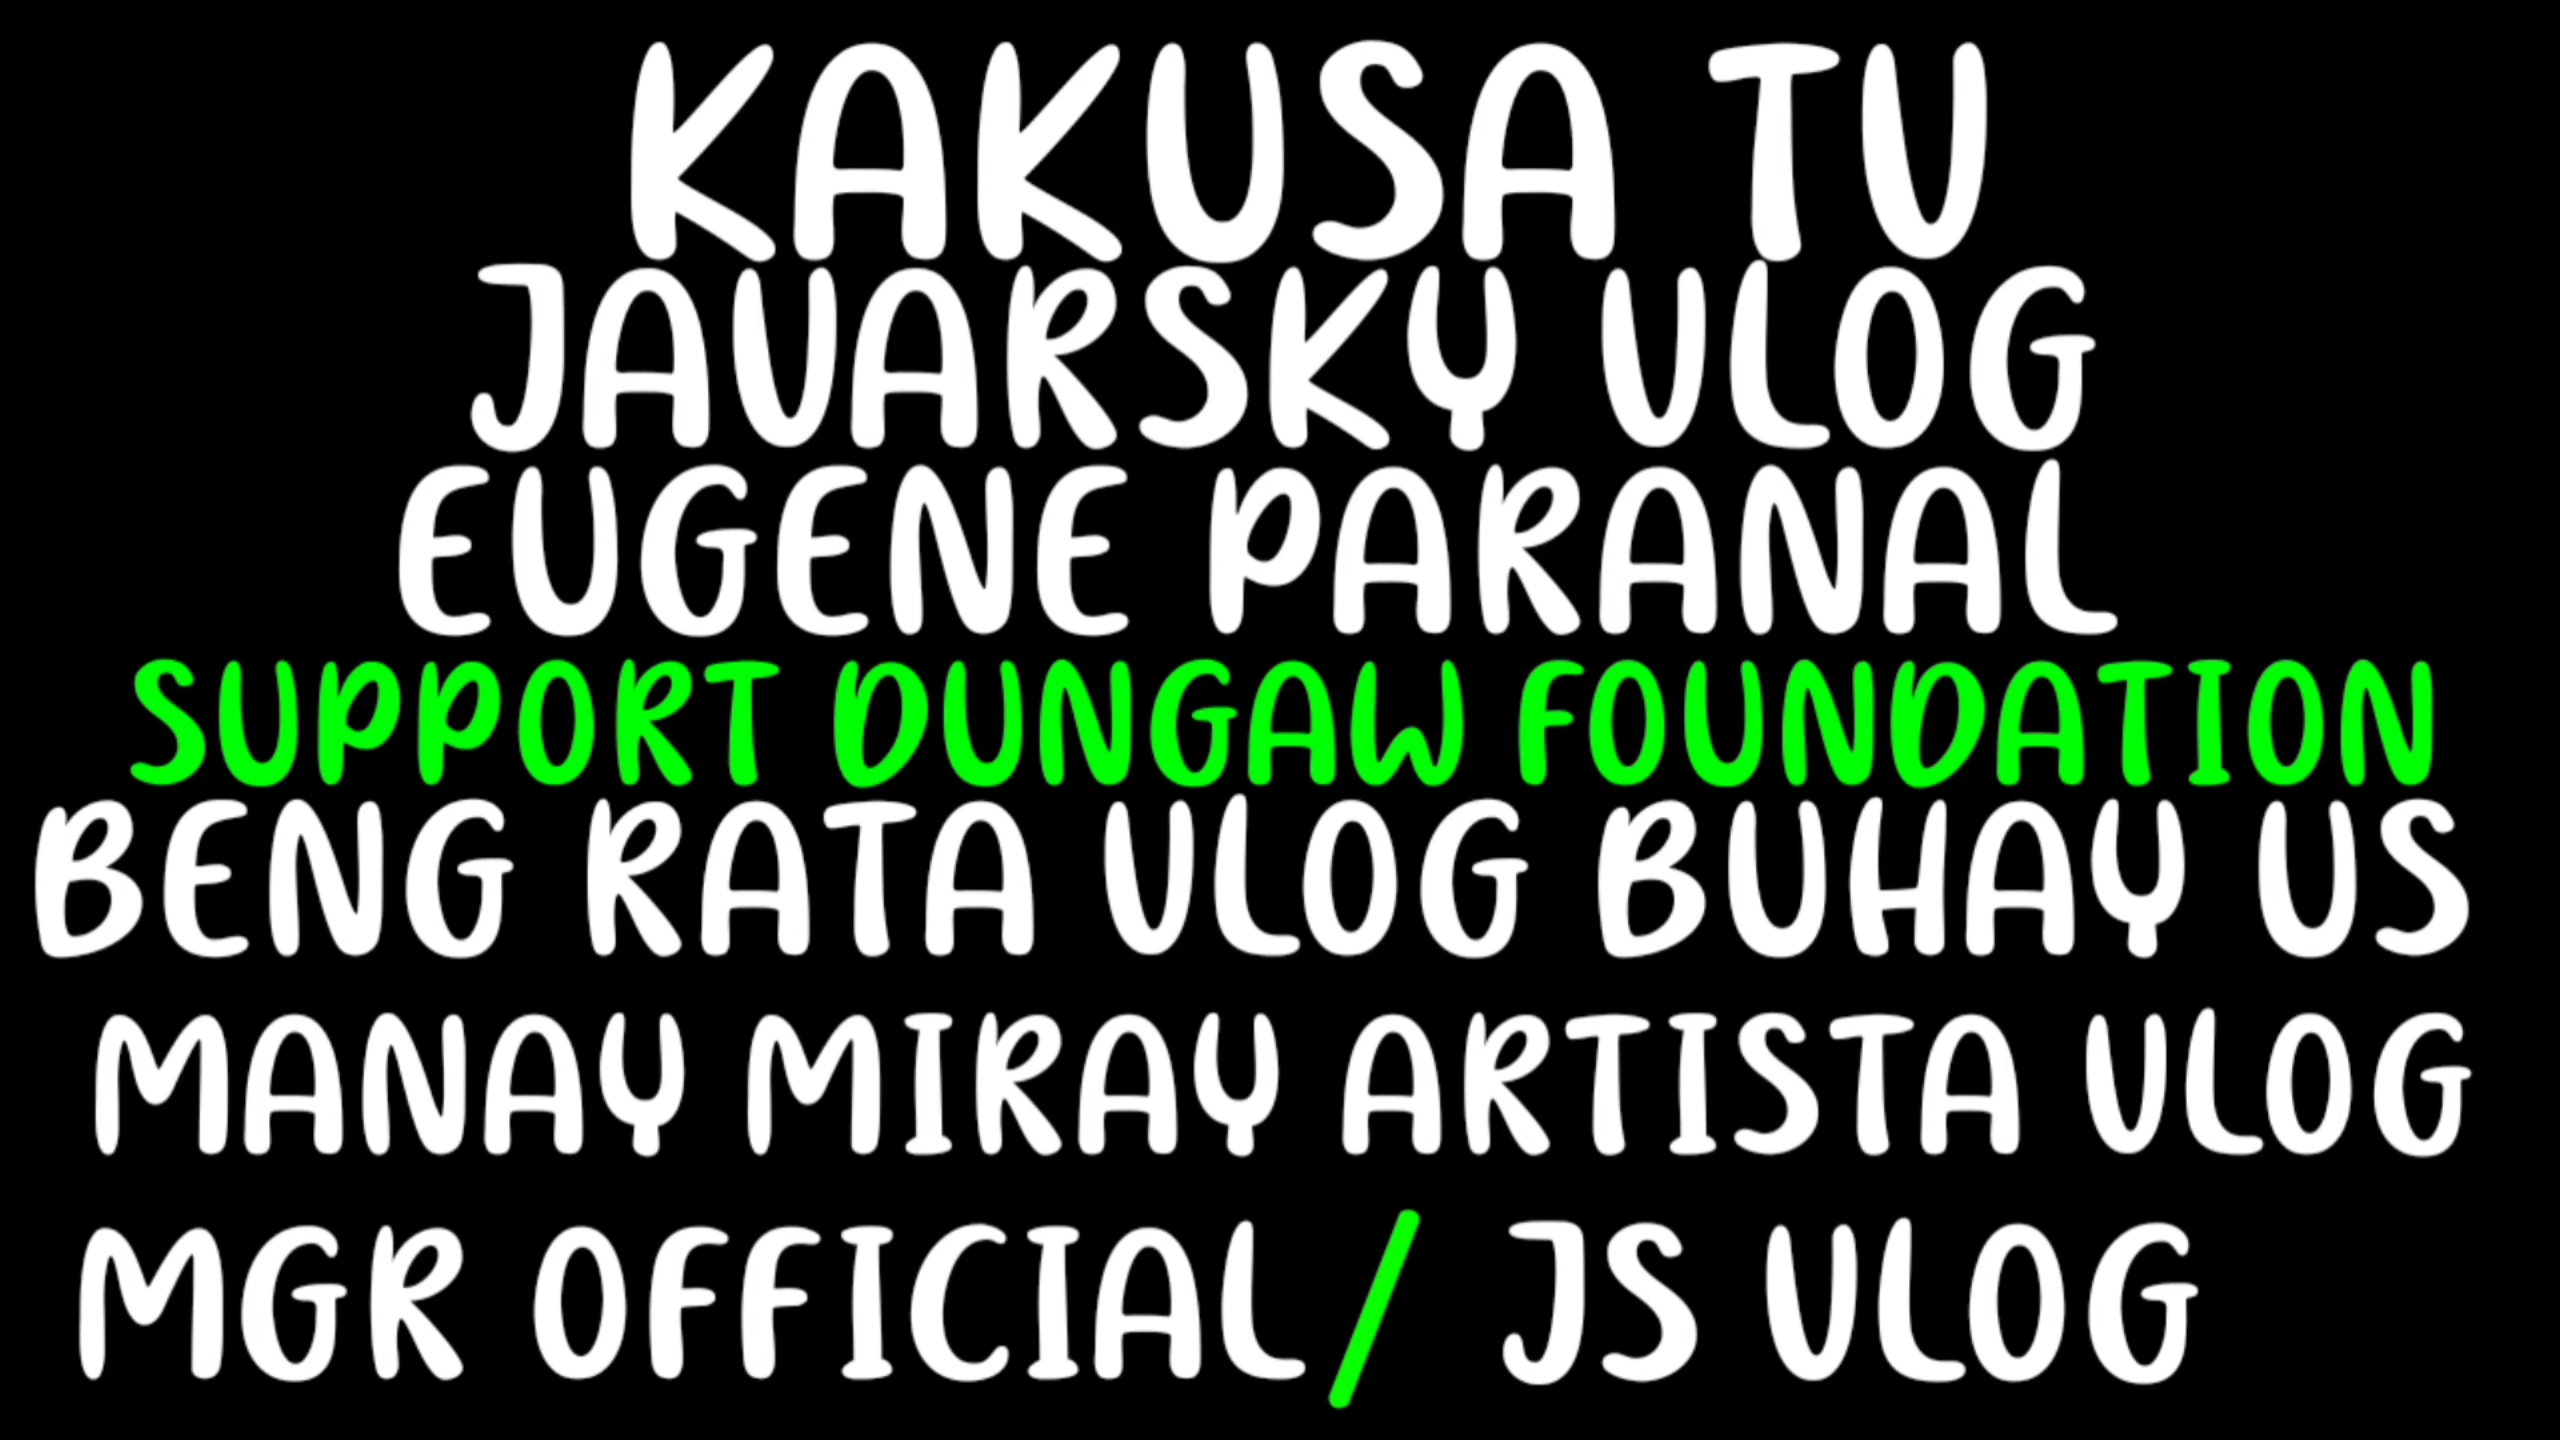 KAKUSA TV
JAVARSKY VLOG
EUGENE PARANAL
SUPPORT DUNGAW FOUNDATION
BENG RATA VLOG BUHAY US
MANAY MIRAY ARTISTA VLOG
MGR OFFICIAL/ JS VLOG